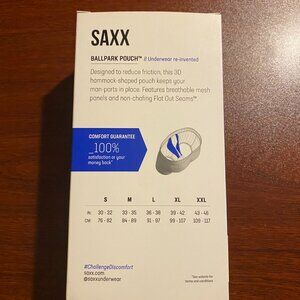 SAXX
BALLPARK POUCH™ // Underwear re-invented
Designed to reduce friction, this 3D
hammock-shaped pouch keeps your
man-parts in place. Features breathable mesh
panels and non-chafing Flat Out Seams™
COMFORT GUARANTEE
_100%
satisfaction or your
money back*
S M L XL XXL
IN 30 - 32 33 - 35 36 - 38 39 - 42 43 - 46
CM 76 - 82 84 - 89 91 - 97 99 - 107 109 - 117
#ChallengeDiscomfort
saxx.com
@saxxunderwear
*See website for
terms and conditions